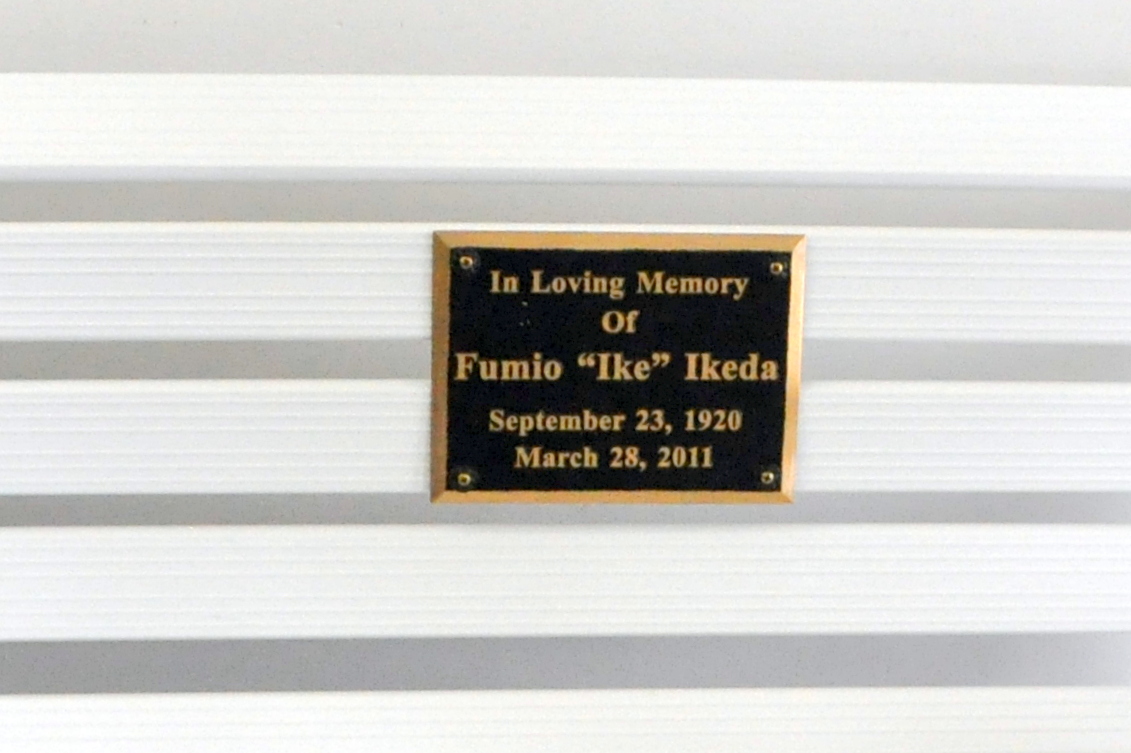 In Loving Memory
Of
Fumio “Ike” Ikeda
September 23, 1920
March 28, 2011